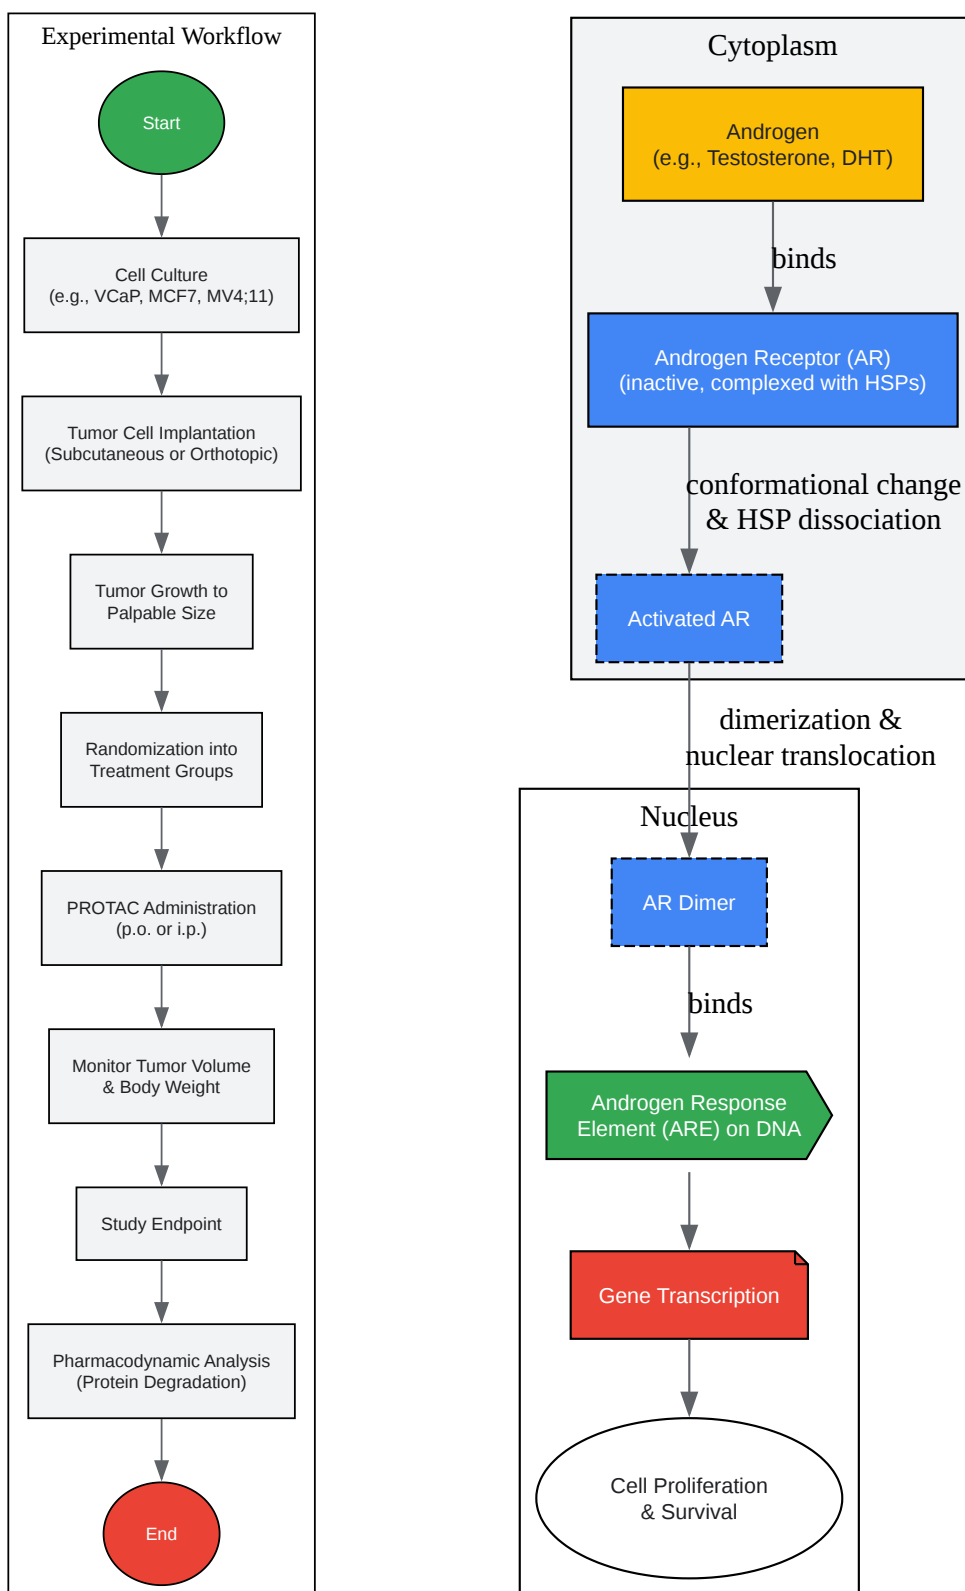 Experimental Workflow
Start
Cell Culture
(e.g., VCaP, MCF7, MV4;11)
Tumor Cell Implantation
(Subcutaneous or Orthotopic)
Tumor Growth to
Palpable Size
Randomization into
Treatment Groups
PROTAC Administration
(p.o. or i.p.)
Monitor Tumor Volume
& Body Weight
Study Endpoint
Pharmacodynamic Analysis
(Protein Degradation)
End
Cytoplasm
Androgen
(e.g., Testosterone, DHT)
binds
Androgen Receptor (AR)
(inactive, complexed with HSPs)
conformational change
& HSP dissociation
Activated AR
dimerization &
nuclear translocation
Nucleus
AR Dimer
binds
Androgen Response
Element (ARE) on DNA
Gene Transcription
Cell Proliferation
& Survival